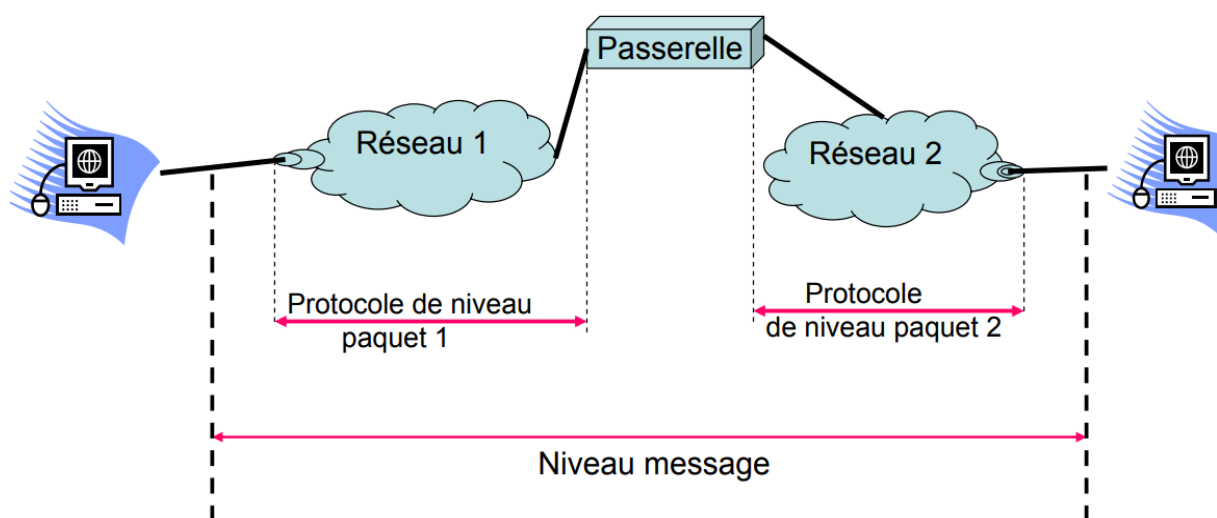 Passerelle
Réseau 1
Réseau 2
Protocole de niveau
paquet 1
Protocole
de niveau paquet 2
Niveau message